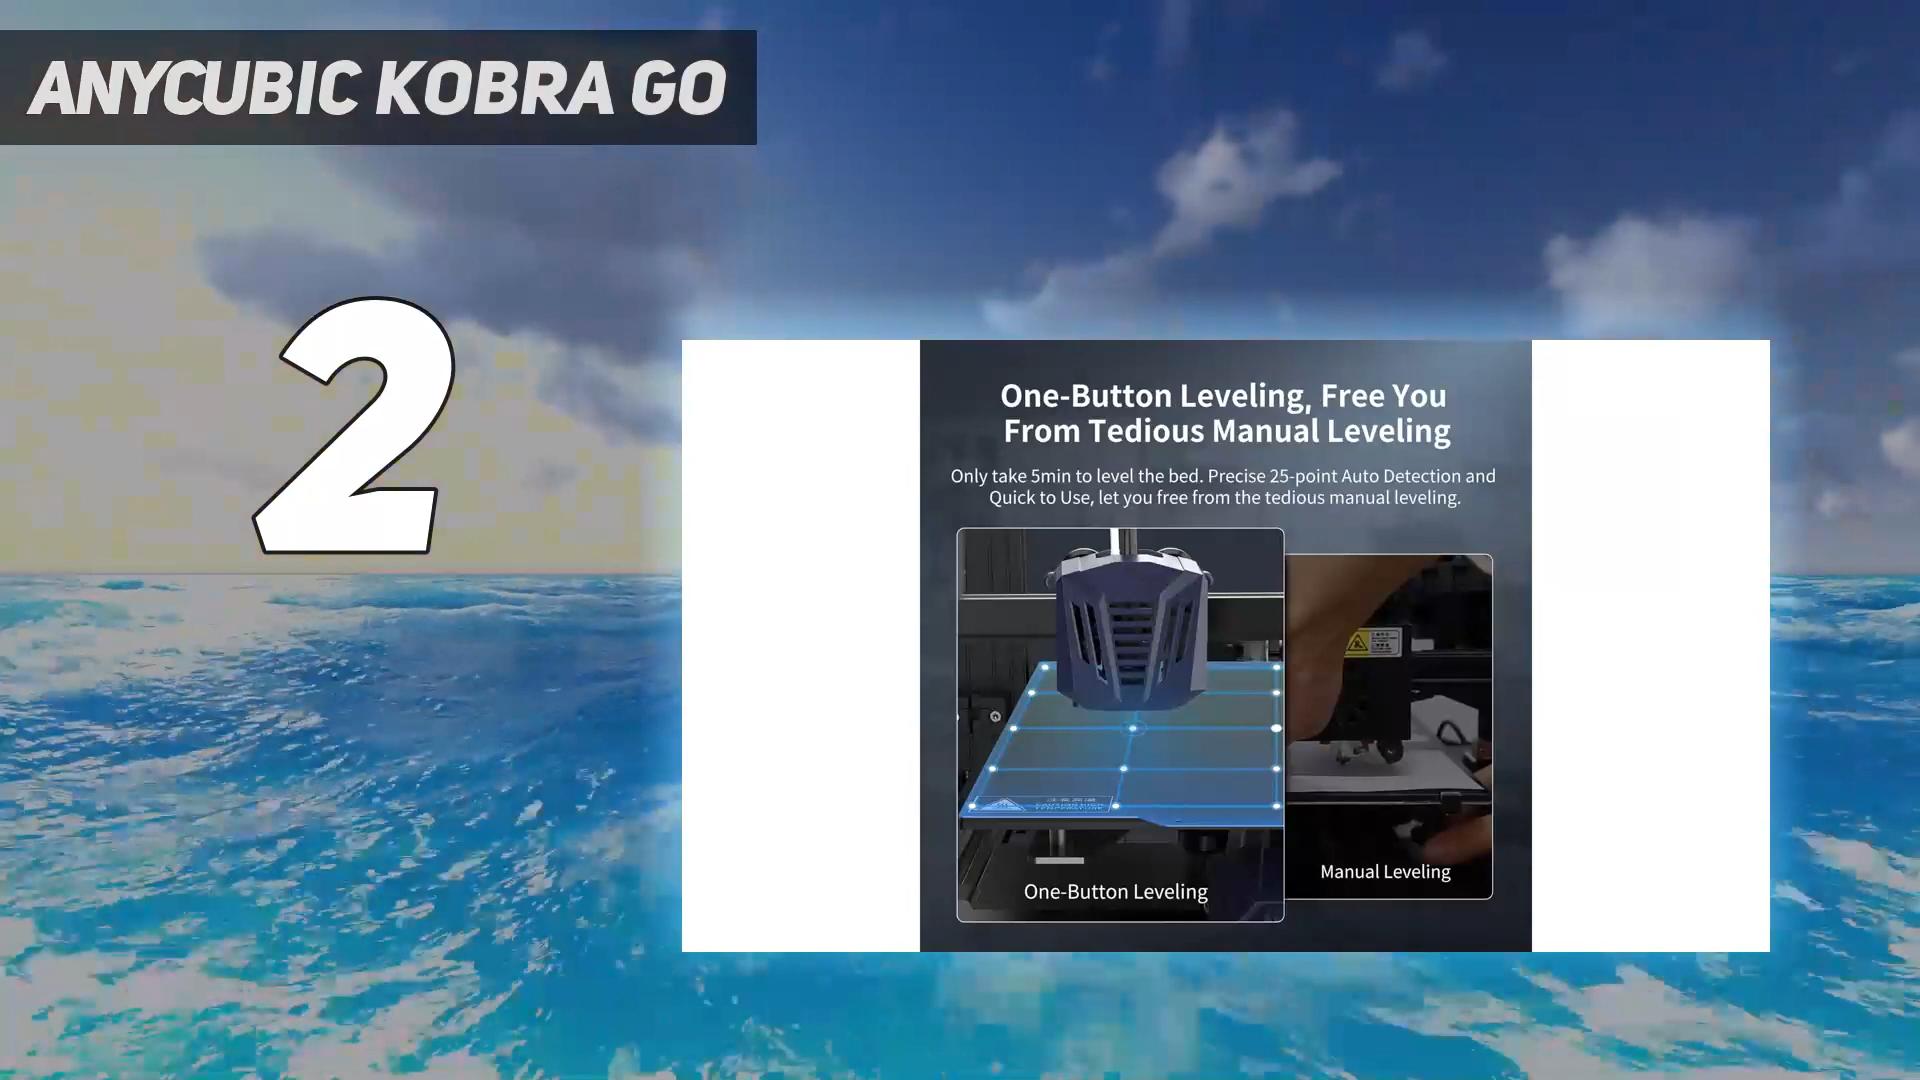 ANYCUBIC KOBRA GO
2
One-Button Leveling, Free You
From Tedious Manual Leveling
Only take 5min to level the bed. Precise 25-point Auto Detection and
Quick to Use, let you free from the tedious manual leveling.
One-Button Leveling
Manual Leveling